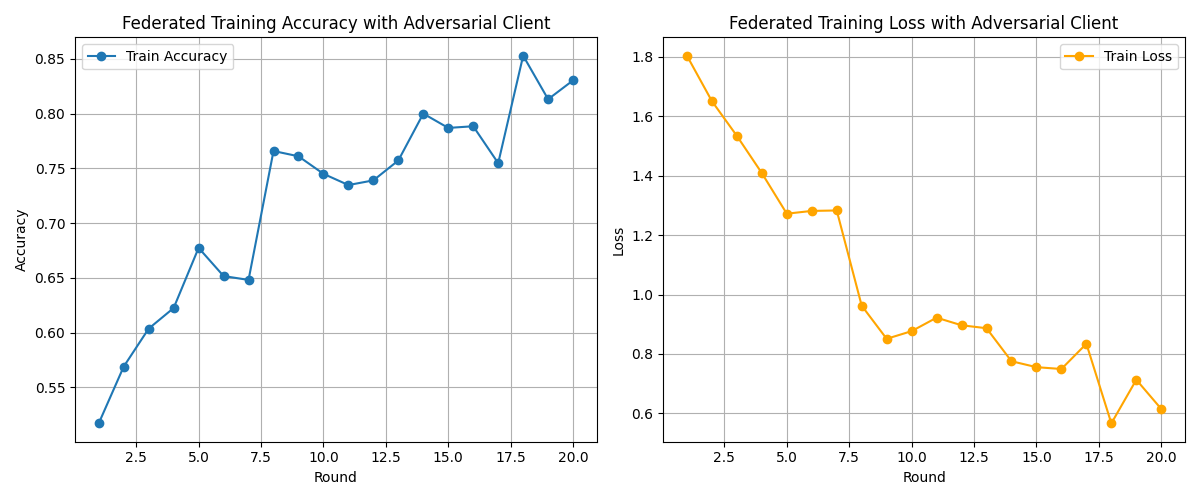 Federated Training Accuracy with Adversarial Client
Train Accuracy
Accuracy
0.85
0.80
0.75
0.70
0.65
0.60
0.55
2.5 5.0 7.5 10.0 12.5 15.0 17.5 20.0
Round
Federated Training Loss with Adversarial Client
Train Loss
Loss
1.8
1.6
1.4
1.2
1.0
0.8
0.6
2.5 5.0 7.5 10.0 12.5 15.0 17.5 20.0
Round